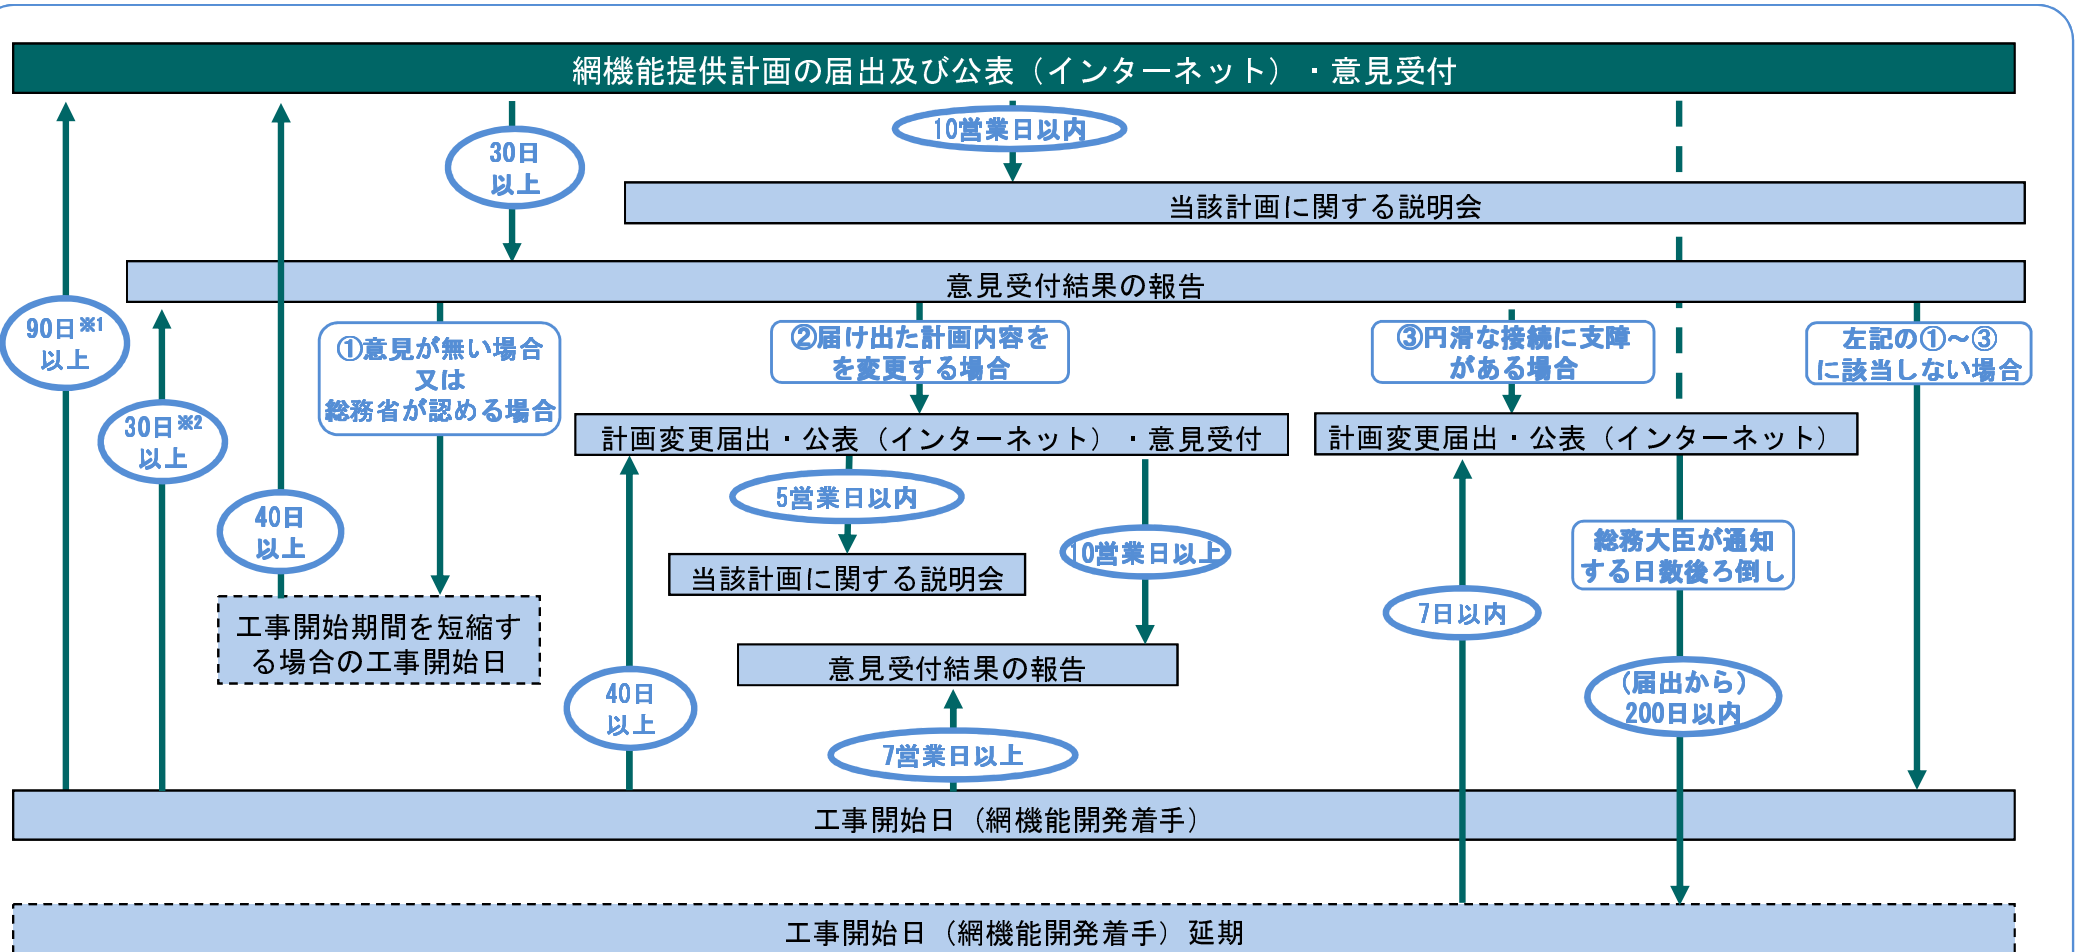 網機能提供計画の届出及び公表（インターネット）・意見受付
10営業日以内
30日
以上
当該計画に関する説明会
意見受付結果の報告
90日※1
以上
①意見が無い場合
又は
総務省が認める場合
②届け出た計画内容を
を変更する場合
③円滑な接続に支障
がある場合
左記の①～③
に該当しない場合
30日※2
以上
計画変更届出・公表（インターネット）・意見受付
計画変更届出・公表（インターネット）
40日
以上
5営業日以内
10営業日以上
総務大臣が通知
する日数後ろ倒し
当該計画に関する説明会
7日以内
工事開始期間を短縮す
る場合の工事開始日
意見受付結果の報告
40日
以上
（届出から）
200日以内
7営業日以上
工事開始日（網機能開発着手）
工事開始日（網機能開発着手）延期